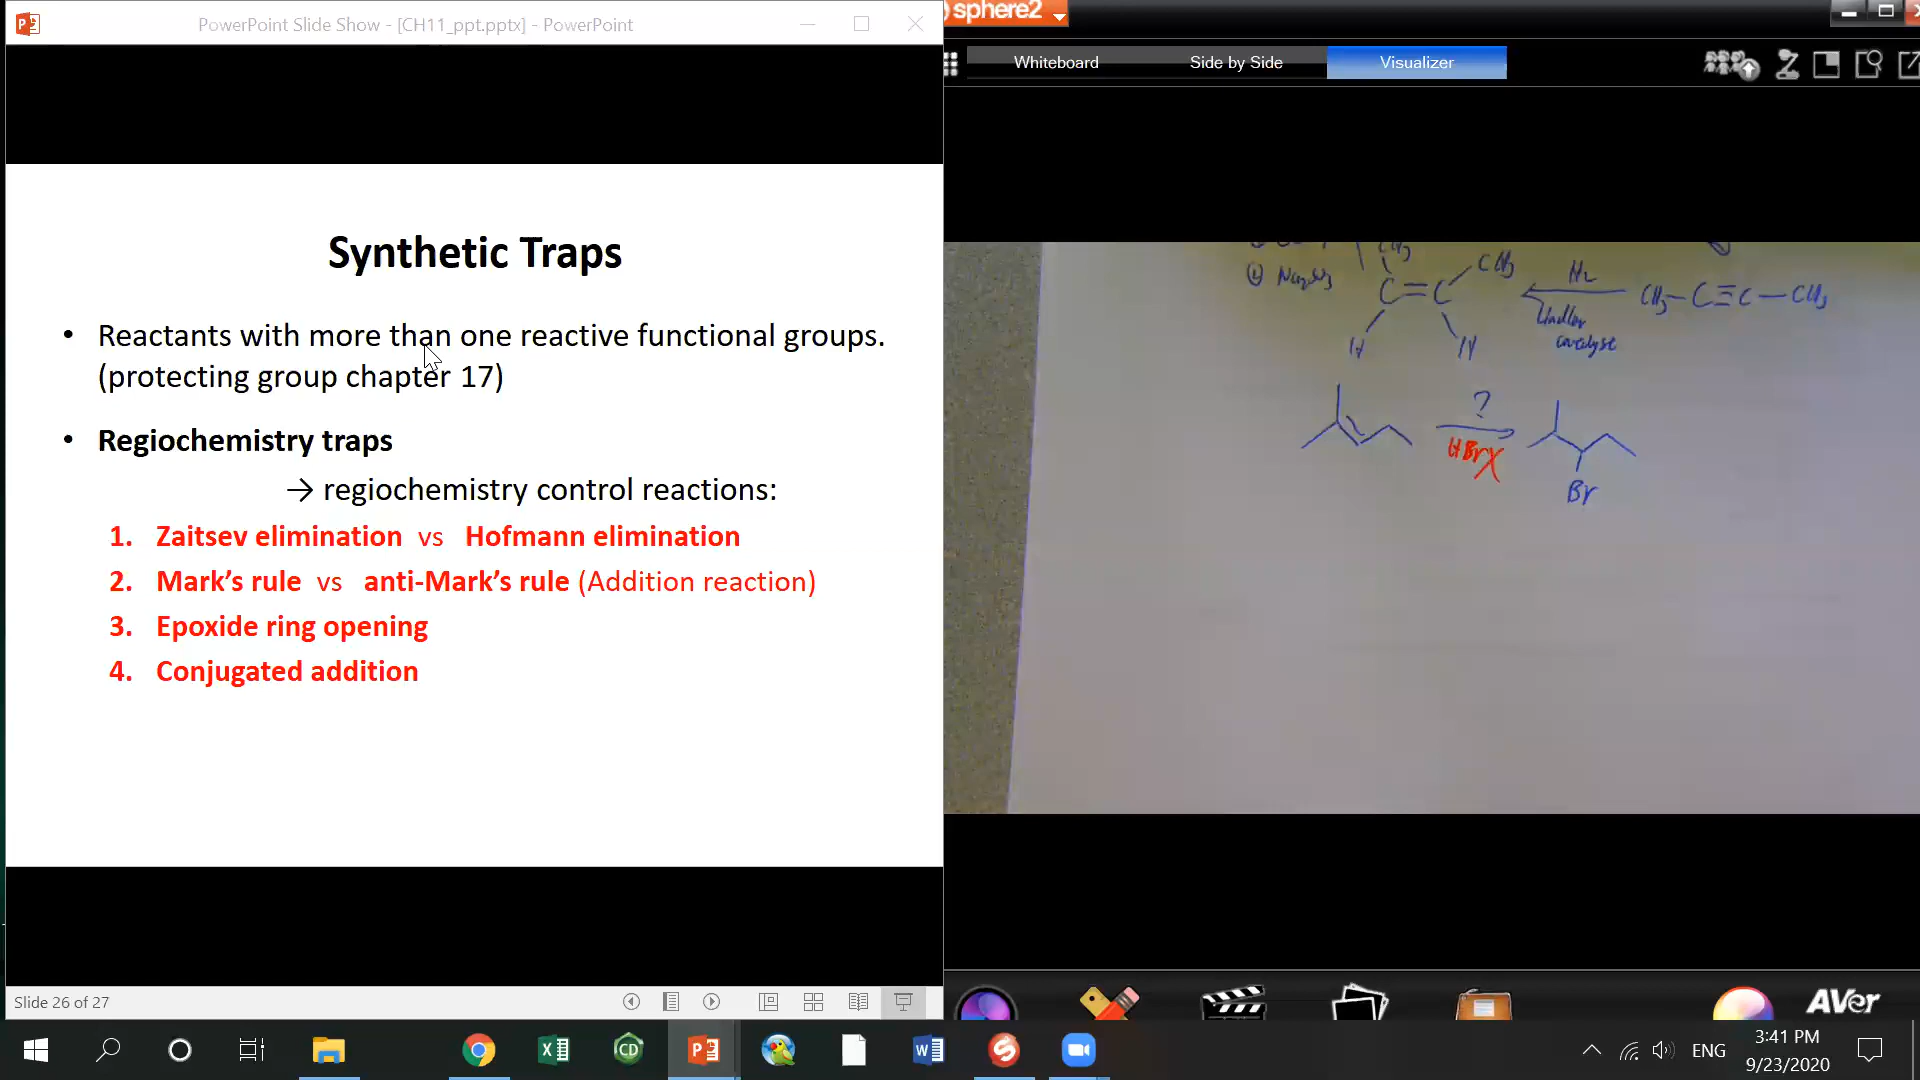 PowerPoint Slide Show - [CH11_ppt.pptx] - PowerPoint
Synthetic Traps
• Reactants with more than one reactive functional groups.
(protecting group chapter 17)
• Regiochemistry traps
→ regiochemistry control reactions:
1. Zaitsev elimination vs Hofmann elimination
2. Mark's rule vs anti-Mark's rule (Addition reaction)
3. Epoxide ring opening
4. Conjugated addition
Slide 26 of 27
sphere2
Whiteboard Side by Side Visualizer
CH3
CH3
C=C
H H
H2
CH3-C≡C-CH3
catalyst
?
HBr X
Br
AVer
ENG
3:41 PM
9/23/2020